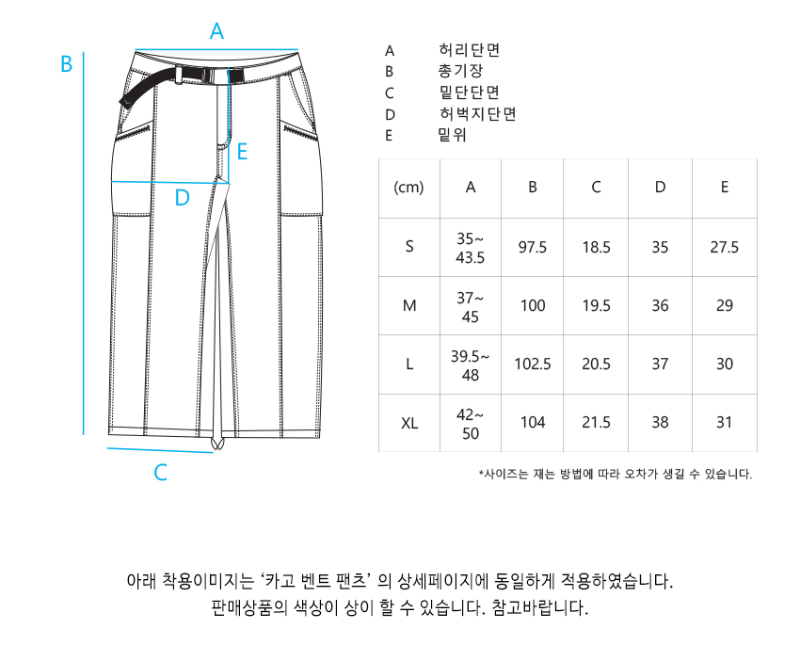 A
B
E
D
C
A 허리단면
B 총기장
C 밑단단면
D 허벅지단면
E 밑위
(cm) A B C D E
S 35~ 43.5 97.5 18.5 35 27.5
M 37~ 45 100 19.5 36 29
L 39.5~ 48 102.5 20.5 37 30
XL 42~ 50 104 21.5 38 31
*사이즈는 재는 방법에 따라 오차가 생길 수 있습니다.
아래 착용이미지는 ‘카고 벤트 팬츠’ 의 상세페이지에 동일하게 적용하였습니다.
판매상품의 색상이 상이 할 수 있습니다. 참고바랍니다.